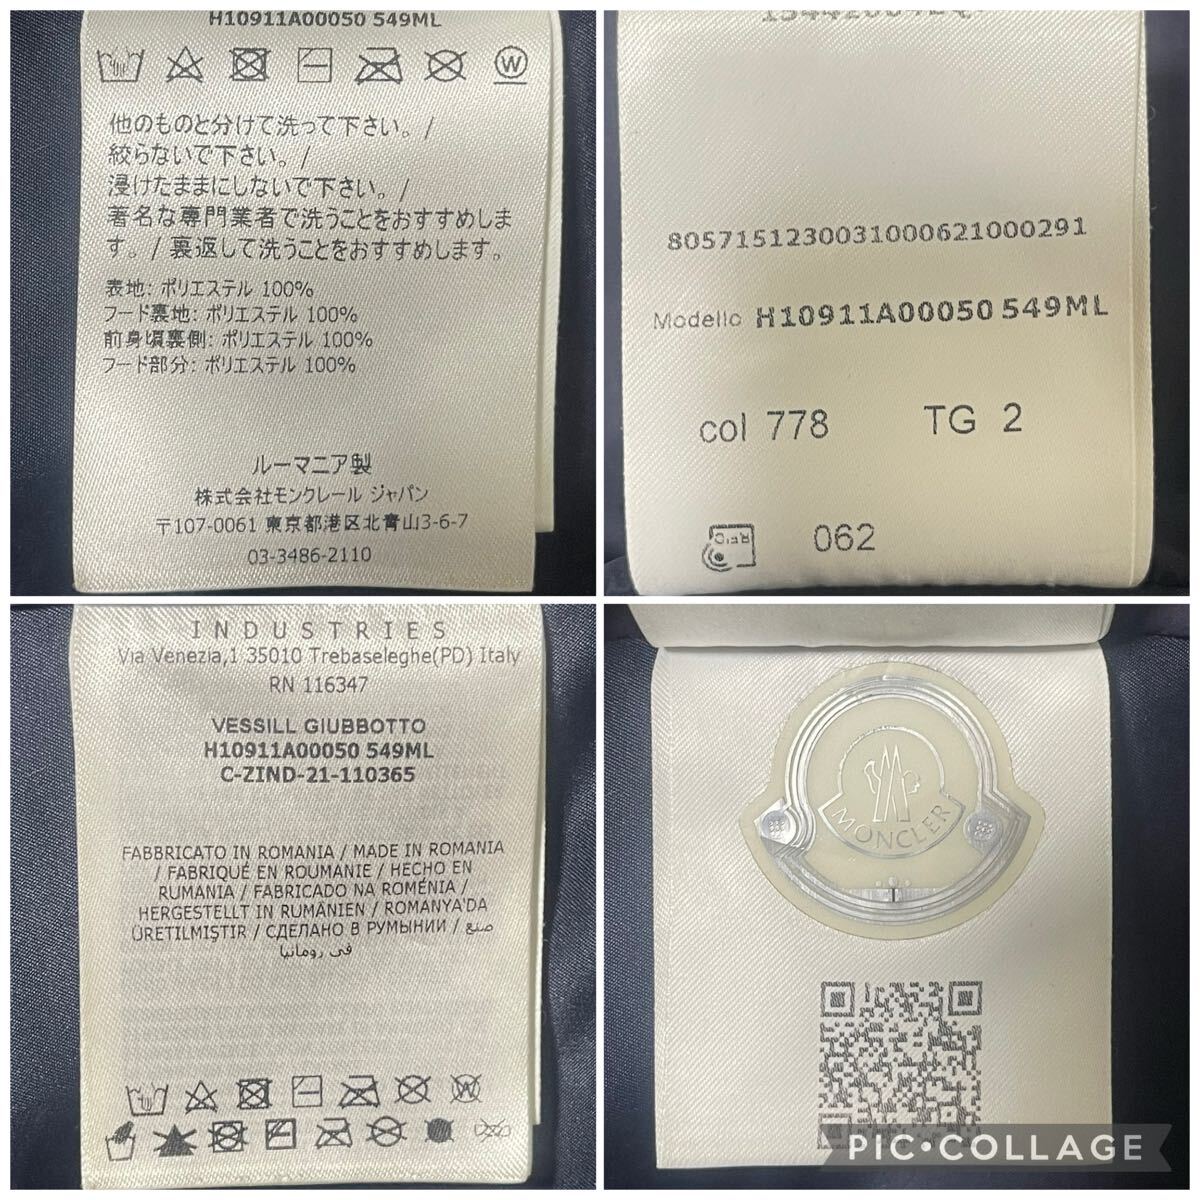 H10911A00050 549ML
W
他のものと分けて洗って下さい。/
絞らないで下さい。/
浸けたままにしないで下さい。/
著名な専門業者で洗うことをおすすめしま
す。/ 裏返して洗うことをおすすめします。
表地: ポリエステル 100%
フード裏地: ポリエステル 100%
前身頃裏側: ポリエステル 100%
フード部分: ポリエステル 100%
ルーマニア製
株式会社モンクレール ジャパン
〒107-0061 東京都港区北青山3-6-7
03-3486-2110
8057151230031000621000291
Modello H10911A00050 549ML
col 778 TG 2
062
INDUSTRIES
Via Venezia,1 35010 Trebaseleghe(PD) Italy
RN 116347
VESSILL GIUBBOTTO
H10911A00050 549ML
C-ZIND-21-110365
FABBRICATO IN ROMANIA / MADE IN ROMANIA
/ FABRIQUÉ EN ROUMANIE / HECHO EN
RUMANIA / FABRICADO NA ROMÉNIA /
HERGESTELLT IN RUMÄNIEN / ROMANYA'DA
ÜRETILMIŞTIR / СДЕЛАНО В РУМЫНИИ / صنع
في رومانيا
W
MONCLER
PIC•COLLAGE